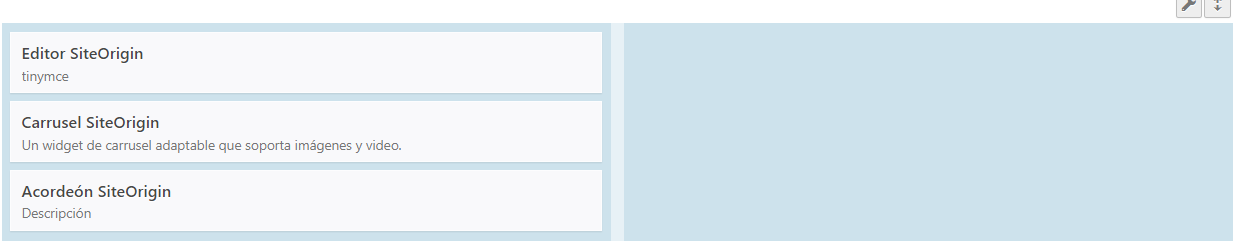 Editor SiteOrigin
tinymce
Carrusel SiteOrigin
Un widget de carrusel adaptable que soporta imágenes y video.
Acordeón SiteOrigin
Descripción